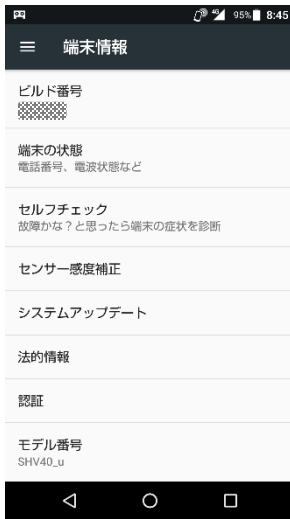 4G 95% 8:45
端末情報
ビルド番号
端末の状態
電話番号、電波状態など
セルフチェック
故障かな？と思ったら端末の症状を診断
センサー感度補正
システムアップデート
法的情報
認証
モデル番号
SHV40_u